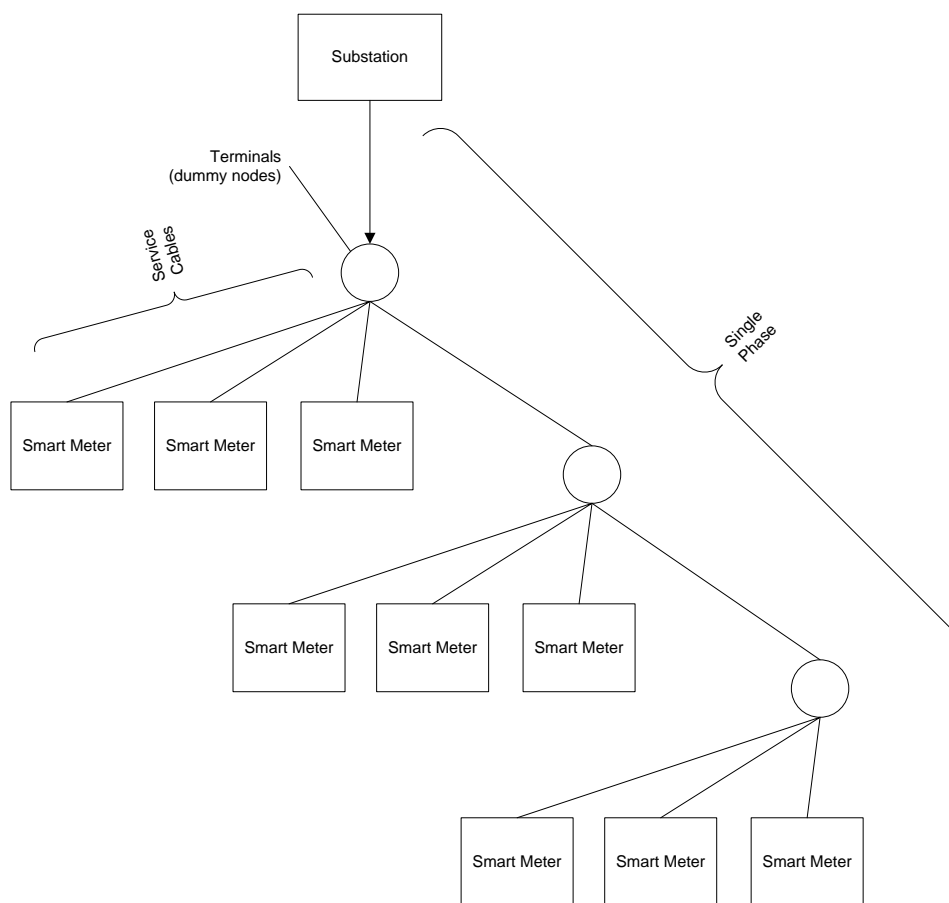 Substation
Terminals
(dummy nodes)
Service
Cables
Single
Phase
Smart Meter
Smart Meter
Smart Meter
Smart Meter
Smart Meter
Smart Meter
Smart Meter
Smart Meter
Smart Meter